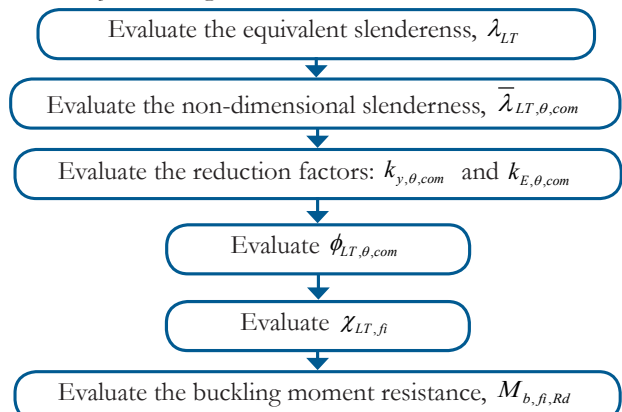 Evaluate the equivalent slenderenss, λ_LT
Evaluate the non-dimensional slenderness, λ̅_LT,θ,com
Evaluate the reduction factors: k_y,θ,com and k_E,θ,com
Evaluate ϕ_LT,θ,com
Evaluate χ_LT,fi
Evaluate the buckling moment resistance, M_b,fi,Rd